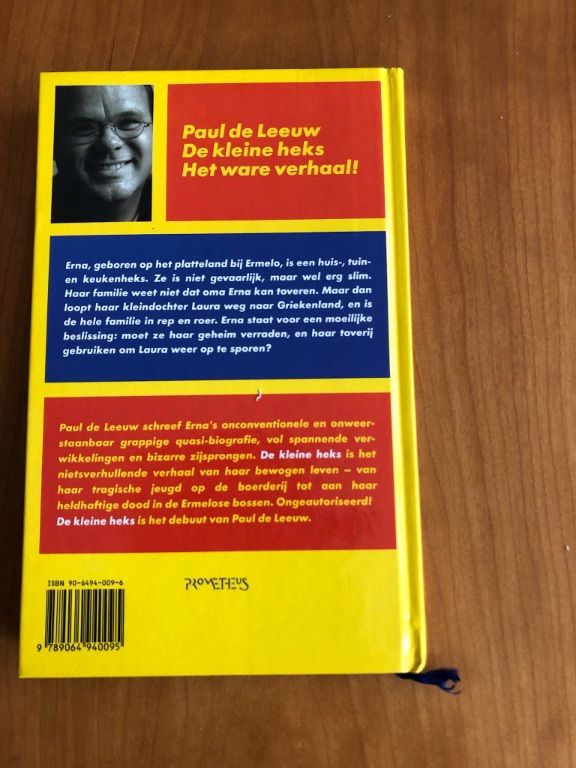 Paul de Leeuw
De kleine heks
Het ware verhaal!
Erna, geboren op het platteland bij Ermelo, is een huis-, tuin-
en keukenheks. Ze is niet gevaarlijk, maar wel erg slim.
Haar familie weet niet dat oma Erna kan toveren. Maar dan
loopt haar kleindochter Laura weg naar Griekenland, en is
de hele familie in rep en roer. Erna staat voor een moeilijke
beslissing: moet ze haar geheim verraden, en haar toverij
gebruiken om Laura weer op te sporen?
Paul de Leeuw schreef Erna's onconventionele en onweer-
staanbaar grappige quasi-biografie, vol spannende ver-
wikkelingen en bizarre zijsprongen. De kleine heks is het
nietsverhullende verhaal van haar bewogen leven – van
haar tragische jeugd op de boerderij tot aan haar
heldhaftige dood in de Ermelose bossen. Ongeautoriseerd!
De kleine heks is het debuut van Paul de Leeuw.
ISBN 90-6494-009-6
PROMETHEUS
9 789064 940095